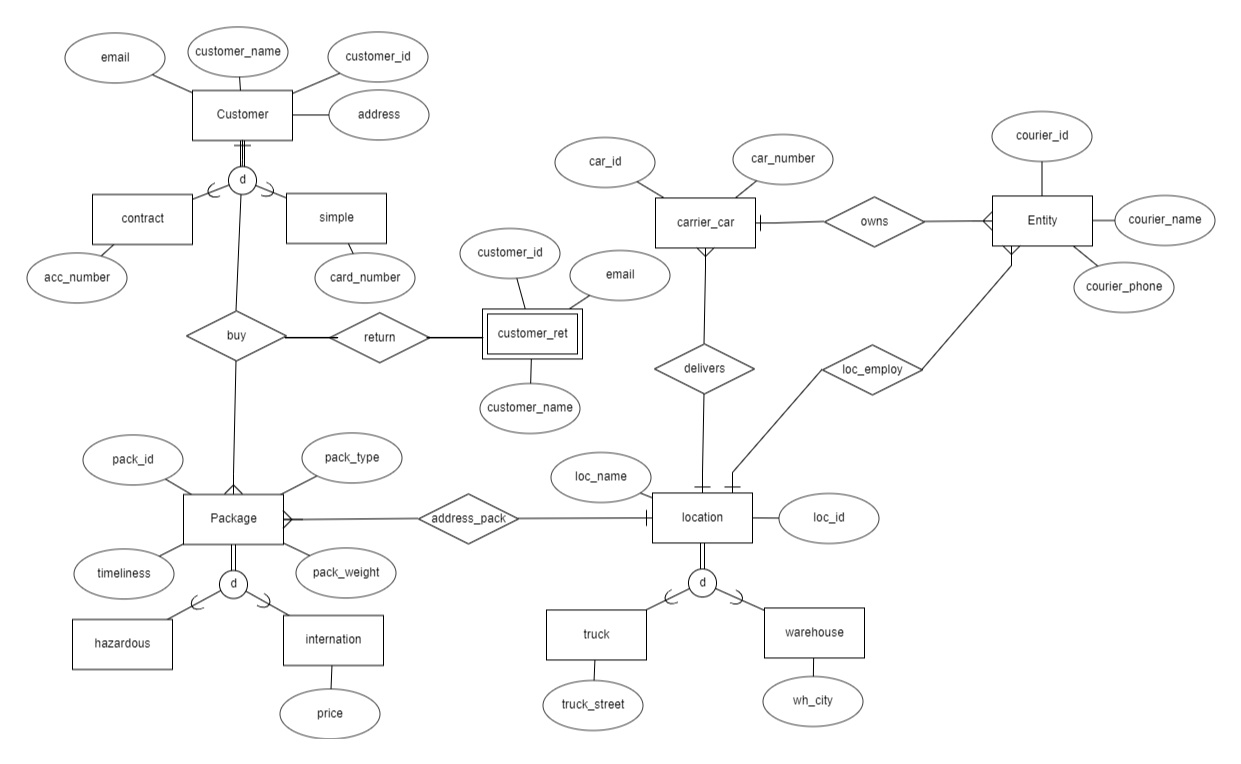 customer_name
email
customer_id
Customer
address
courier_id
car_number
car_id
d
contract
simple
carrier_car
owns
Entity
courier_name
customer_id
acc_number
card_number
email
courier_phone
buy
return
customer_ret
delivers
loc_employ
customer_name
pack_id
pack_type
loc_name
Package
address_pack
location
loc_id
timeliness
pack_weight
d
d
hazardous
internation
truck
warehouse
price
truck_street
wh_city